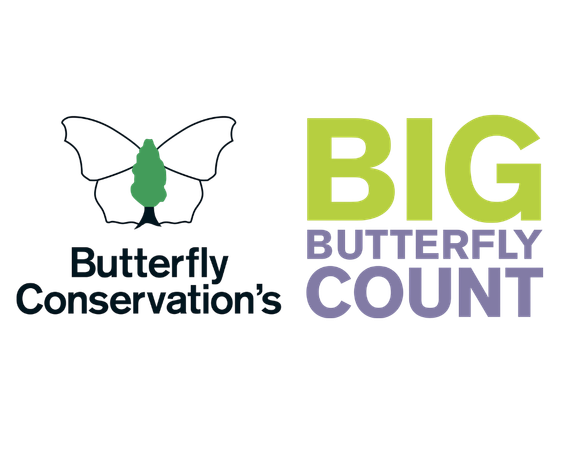 Butterfly
Conservation's
BIG
BUTTERFLY
COUNT